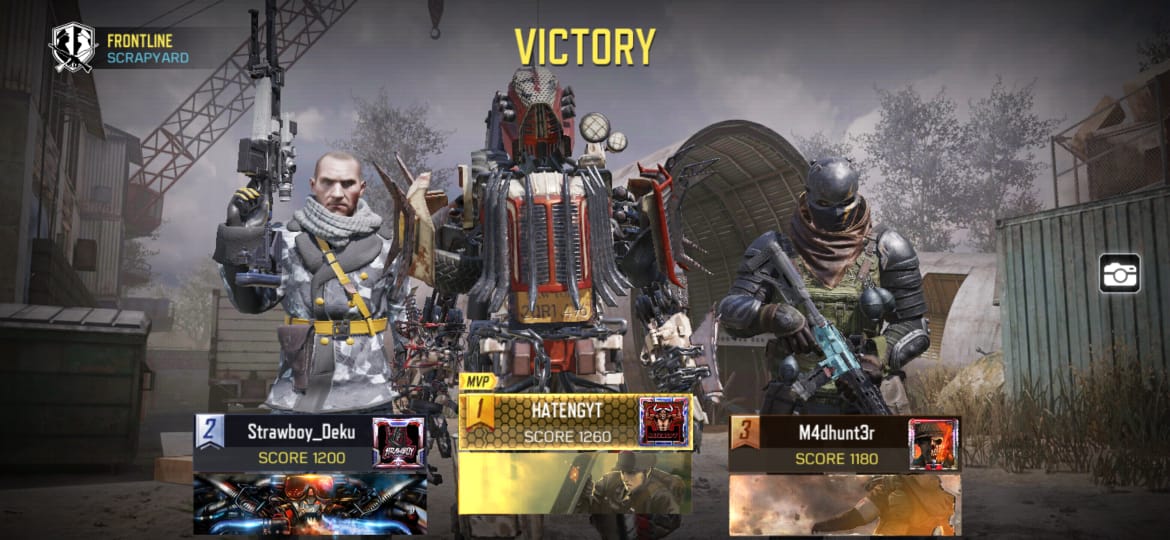 FRONTLINE
SCRAPYARD
VICTORY
MVP
1
HATENGYT
SCORE 1260
2
Strawboy_Deku
SCORE 1200
3
M4dhunt3r
SCORE 1180